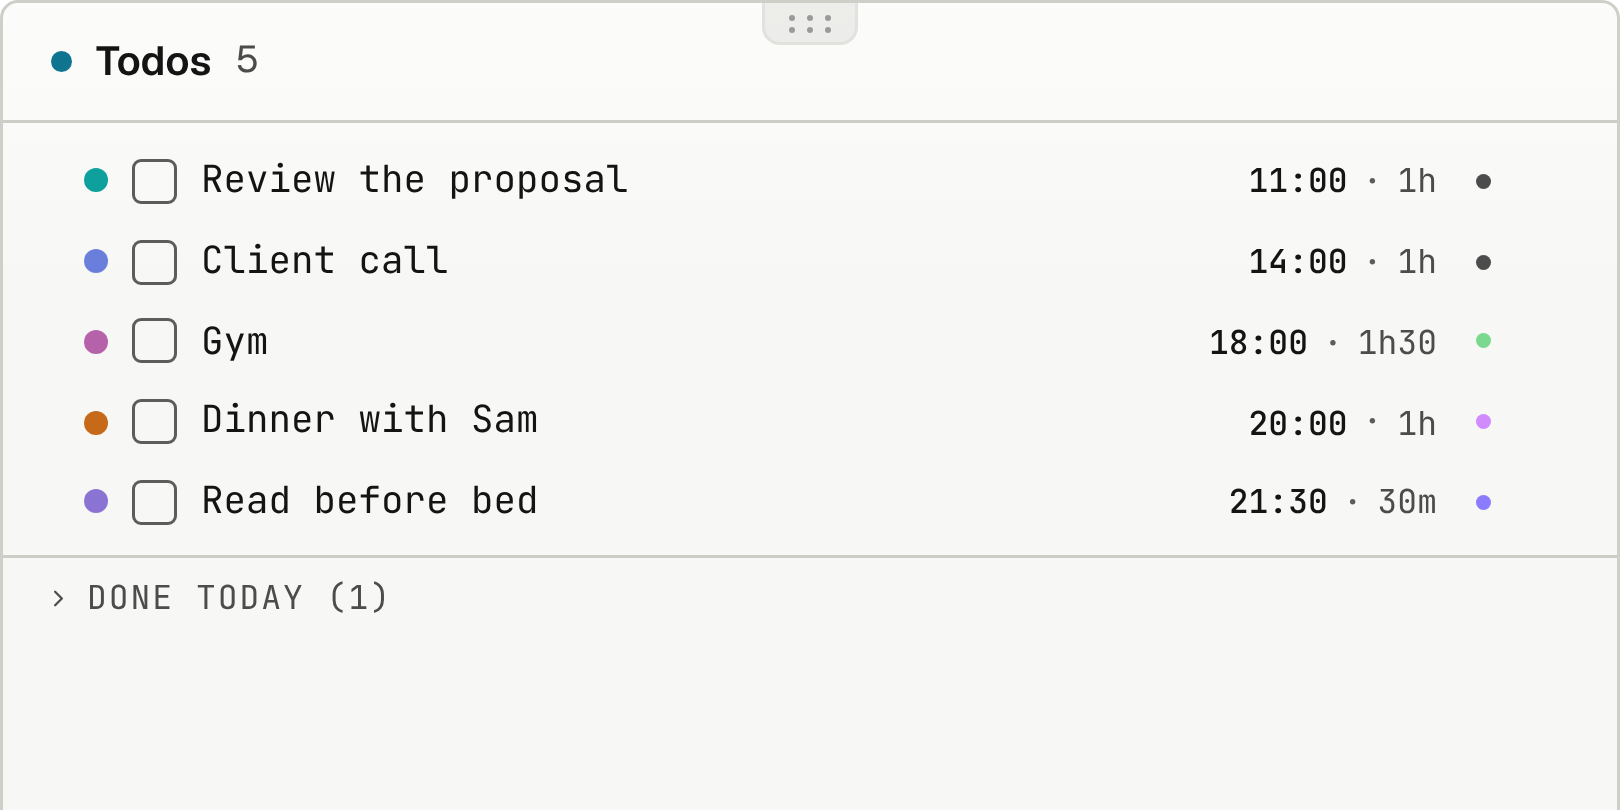 Todos 5
Review the proposal 11:00 · 1h
Client call 14:00 · 1h
Gym 18:00 · 1h30
Dinner with Sam 20:00 · 1h
Read before bed 21:30 · 30m
DONE TODAY (1)